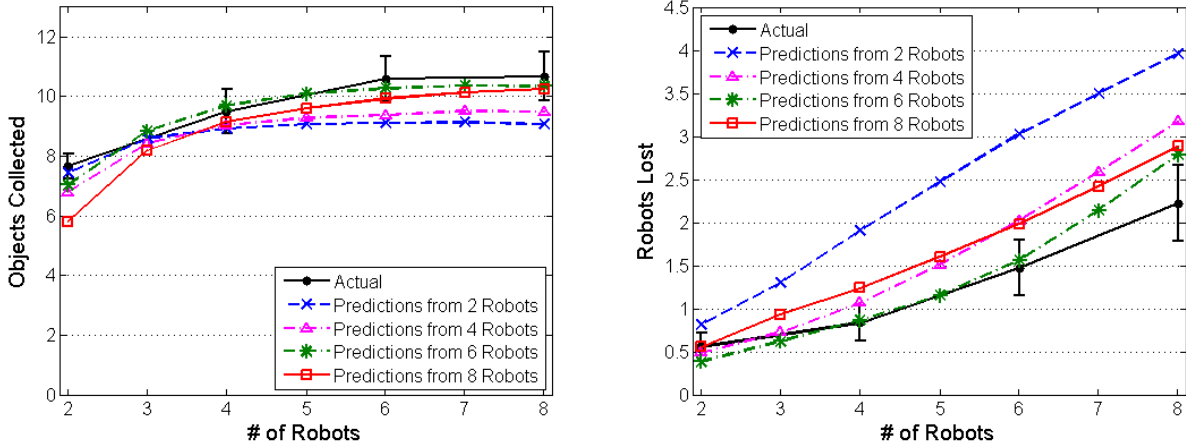 12
10
8
6
4
2
0
Objects Collected
Actual
Predictions from 2 Robots
Predictions from 4 Robots
Predictions from 6 Robots
Predictions from 8 Robots
2 3 4 5 6 7 8
# of Robots
4.5
4
3.5
3
2.5
2
1.5
1
0.5
0
Robots Lost
Actual
Predictions from 2 Robots
Predictions from 4 Robots
Predictions from 6 Robots
Predictions from 8 Robots
2 3 4 5 6 7 8
# of Robots